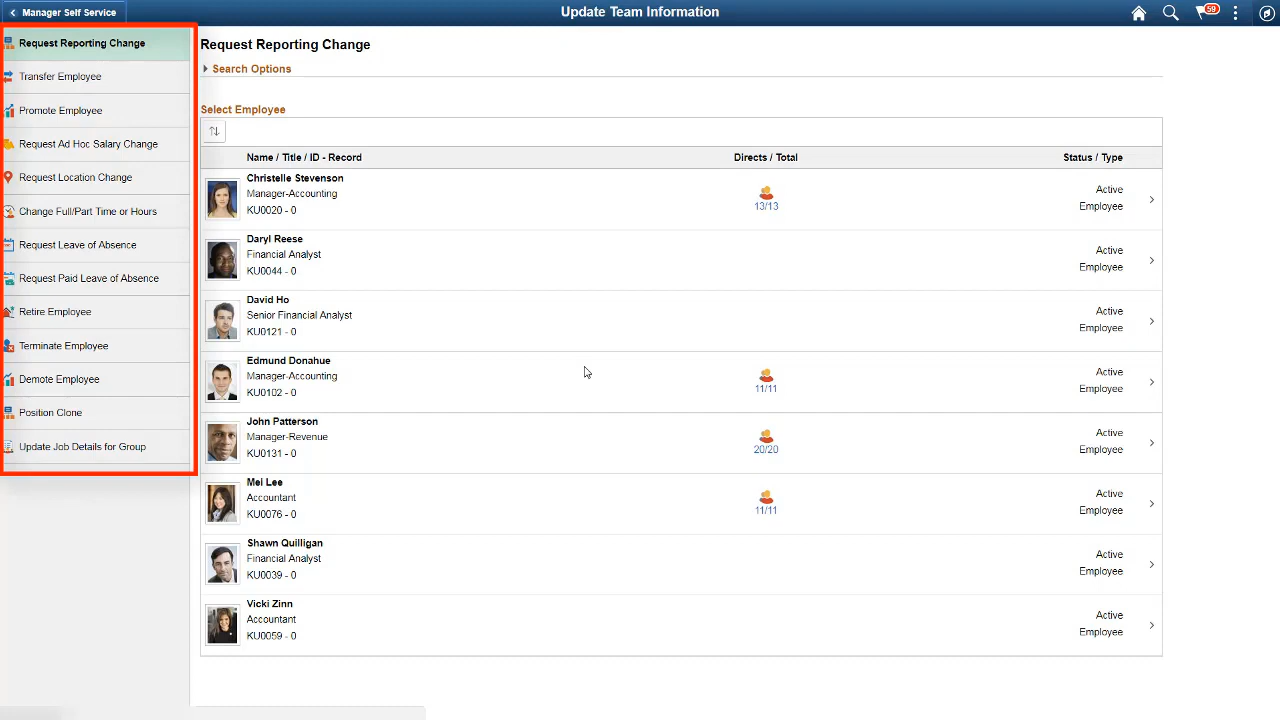 Manager Self Service
Update Team Information
59
Request Reporting Change
Transfer Employee
Promote Employee
Request Ad Hoc Salary Change
Request Location Change
Change Full/Part Time or Hours
Request Leave of Absence
Request Paid Leave of Absence
Retire Employee
Terminate Employee
Demote Employee
Position Clone
Update Job Details for Group
Request Reporting Change
Search Options
Select Employee
Name / Title / ID - Record Directs / Total Status / Type
Christelle Stevenson
Manager-Accounting Active
KU0020 - 0 13/13 Employee
Daryl Reese
Financial Analyst Active
KU0044 - 0 Employee
David Ho
Senior Financial Analyst Active
KU0121 - 0 Employee
Edmund Donahue
Manager-Accounting Active
KU0102 - 0 11/11 Employee
John Patterson
Manager-Revenue Active
KU0131 - 0 20/20 Employee
Mei Lee
Accountant Active
KU0076 - 0 11/11 Employee
Shawn Quilligan
Financial Analyst Active
KU0039 - 0 Employee
Vicki Zinn
Accountant Active
KU0059 - 0 Employee